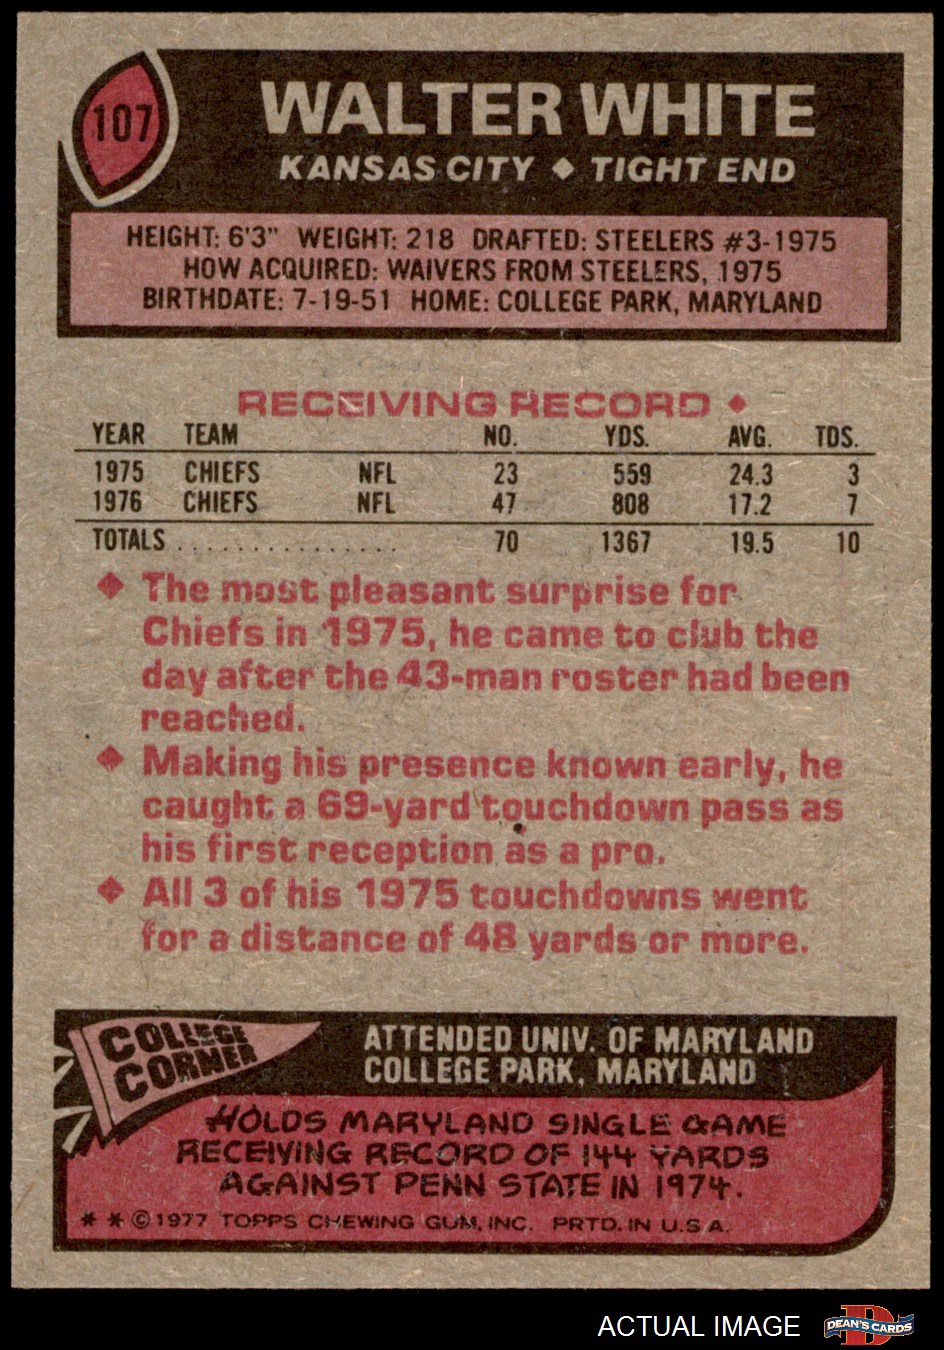 107
WALTER WHITE
KANSAS CITY ◆ TIGHT END
HEIGHT: 6'3" WEIGHT: 218 DRAFTED: STEELERS #3-1975
HOW ACQUIRED: WAIVERS FROM STEELERS, 1975
BIRTHDATE: 7-19-51 HOME: COLLEGE PARK, MARYLAND
RECEIVING RECORD ◆
YEAR TEAM NO. YDS. AVG. TDS.
1975 CHIEFS NFL 23 559 24.3 3
1976 CHIEFS NFL 47 808 17.2 7
TOTALS ................ 70 1367 19.5 10
◆ The most pleasant surprise for
Chiefs in 1975, he came to club the
day after the 43-man roster had been
reached.
◆ Making his presence known early, he
caught a 69-yard touchdown pass as
his first reception as a pro.
◆ All 3 of his 1975 touchdowns went
for a distance of 48 yards or more.
COLLEGE
CORNER
ATTENDED UNIV. OF MARYLAND
COLLEGE PARK, MARYLAND
HOLDS MARYLAND SINGLE GAME
RECEIVING RECORD OF 144 YARDS
AGAINST PENN STATE IN 1974.
* * © 1977 TOPPS CHEWING GUM, INC. PRTD. IN U.S.A.
ACTUAL IMAGE
DEAN'S CARDS